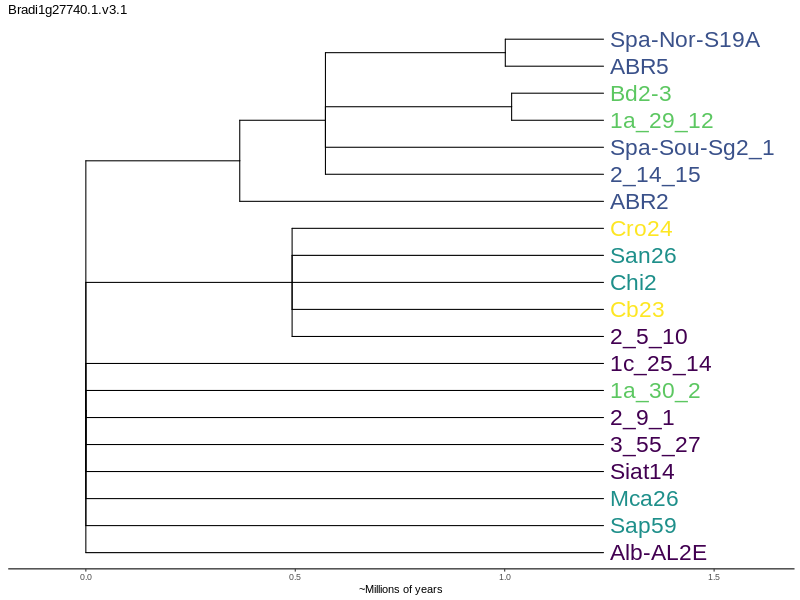 Bradi1g27740.1.v3.1
Spa-Nor-S19A
ABR5
Bd2-3
1a_29_12
Spa-Sou-Sg2_1
2_14_15
ABR2
Cro24
San26
Chi2
Cb23
2_5_10
1c_25_14
1a_30_2
2_9_1
3_55_27
Siat14
Mca26
Sap59
Alb-AL2E
0.0 0.5 1.0 1.5
~Millions of years